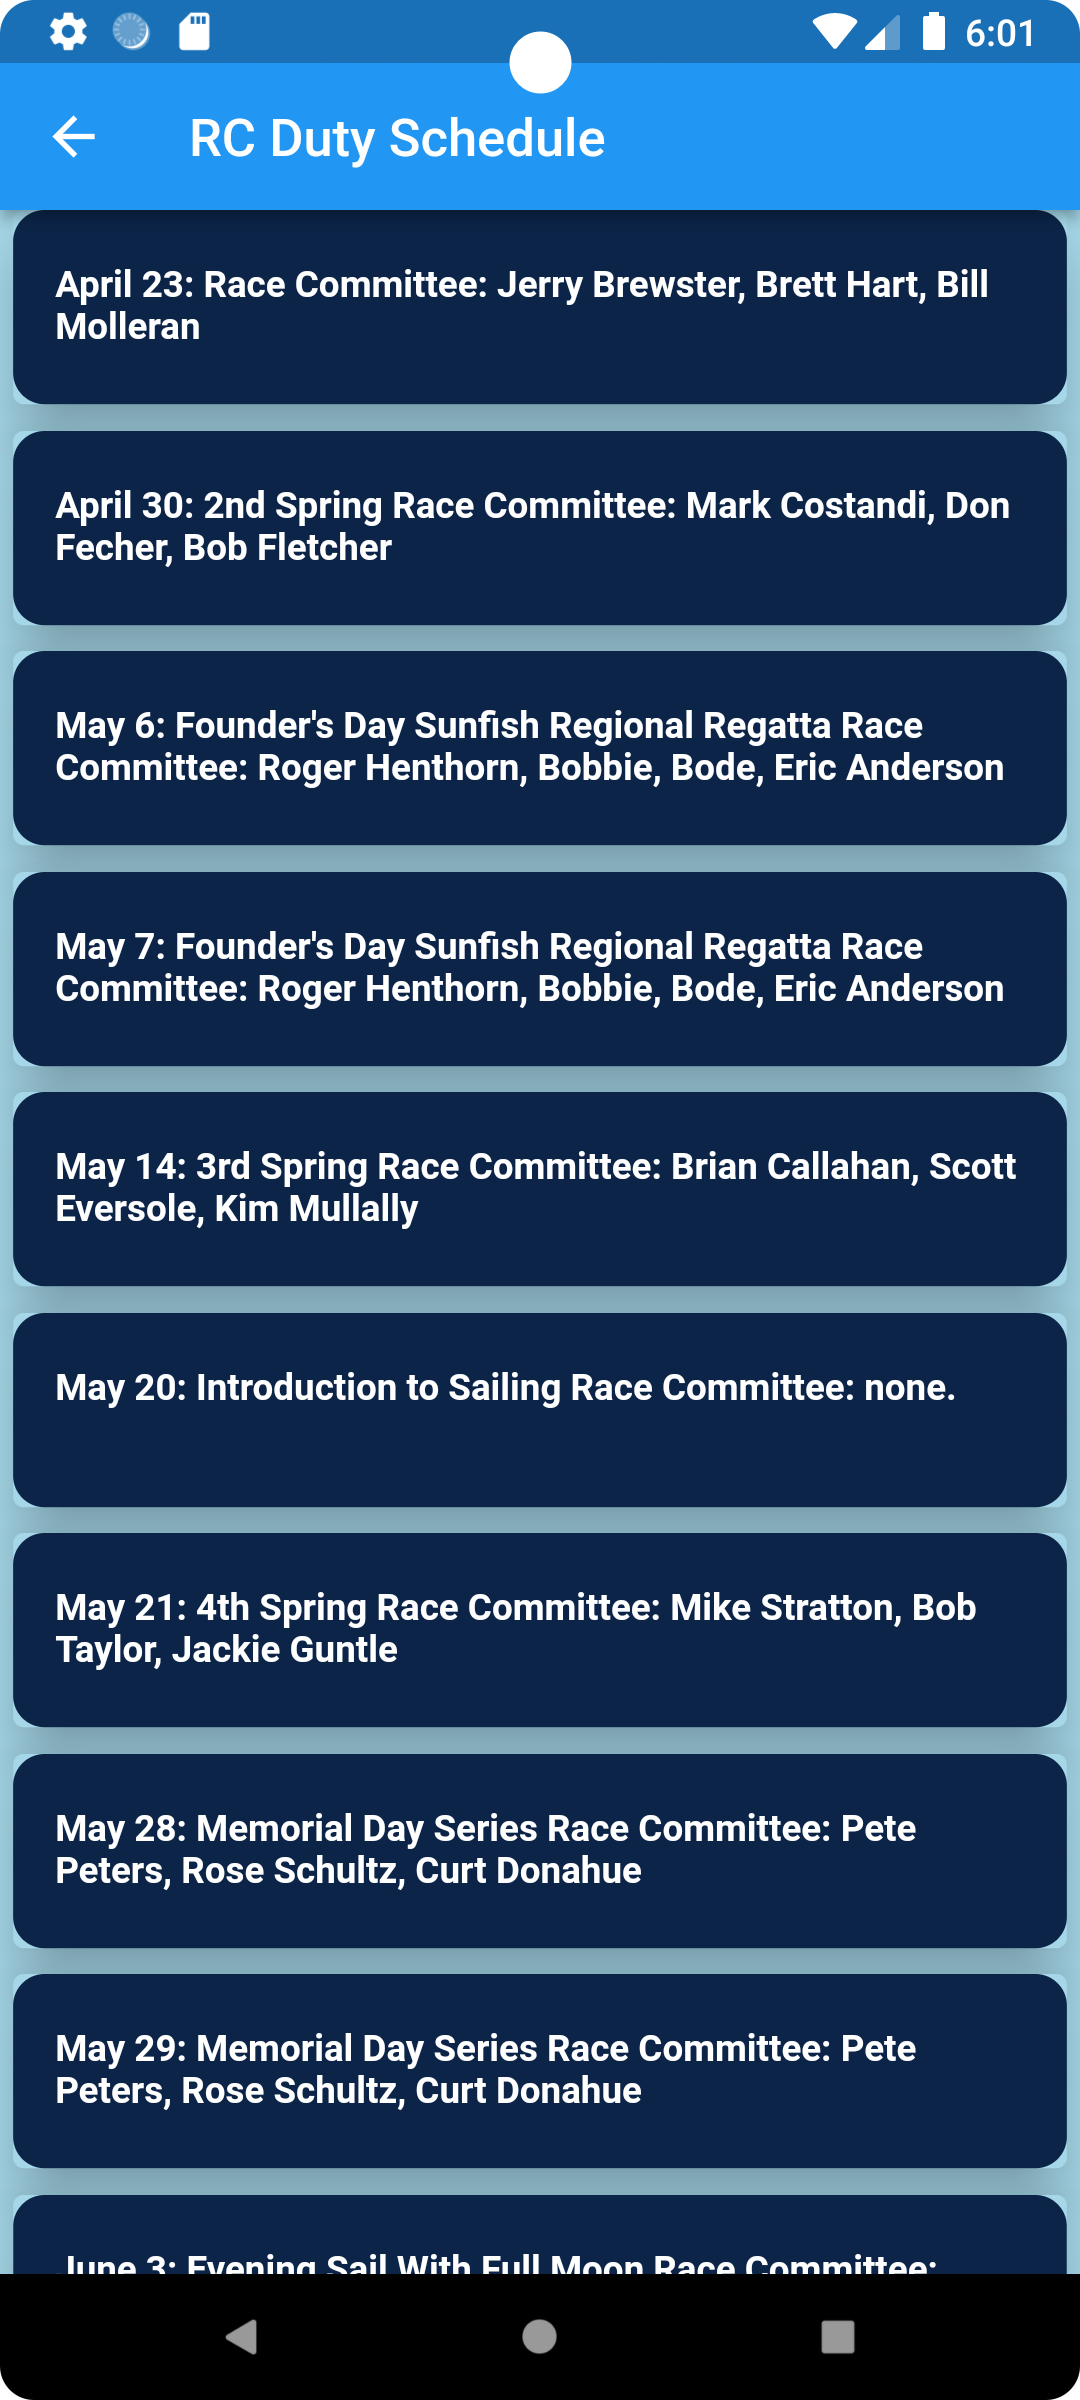 6:01
RC Duty Schedule
April 23: Race Committee: Jerry Brewster, Brett Hart, Bill
Molleran
April 30: 2nd Spring Race Committee: Mark Costandi, Don
Fecher, Bob Fletcher
May 6: Founder's Day Sunfish Regional Regatta Race
Committee: Roger Henthorn, Bobbie, Bode, Eric Anderson
May 7: Founder's Day Sunfish Regional Regatta Race
Committee: Roger Henthorn, Bobbie, Bode, Eric Anderson
May 14: 3rd Spring Race Committee: Brian Callahan, Scott
Eversole, Kim Mullally
May 20: Introduction to Sailing Race Committee: none.
May 21: 4th Spring Race Committee: Mike Stratton, Bob
Taylor, Jackie Guntle
May 28: Memorial Day Series Race Committee: Pete
Peters, Rose Schultz, Curt Donahue
May 29: Memorial Day Series Race Committee: Pete
Peters, Rose Schultz, Curt Donahue
June 3: Evening Sail With Full Moon Race Committee: